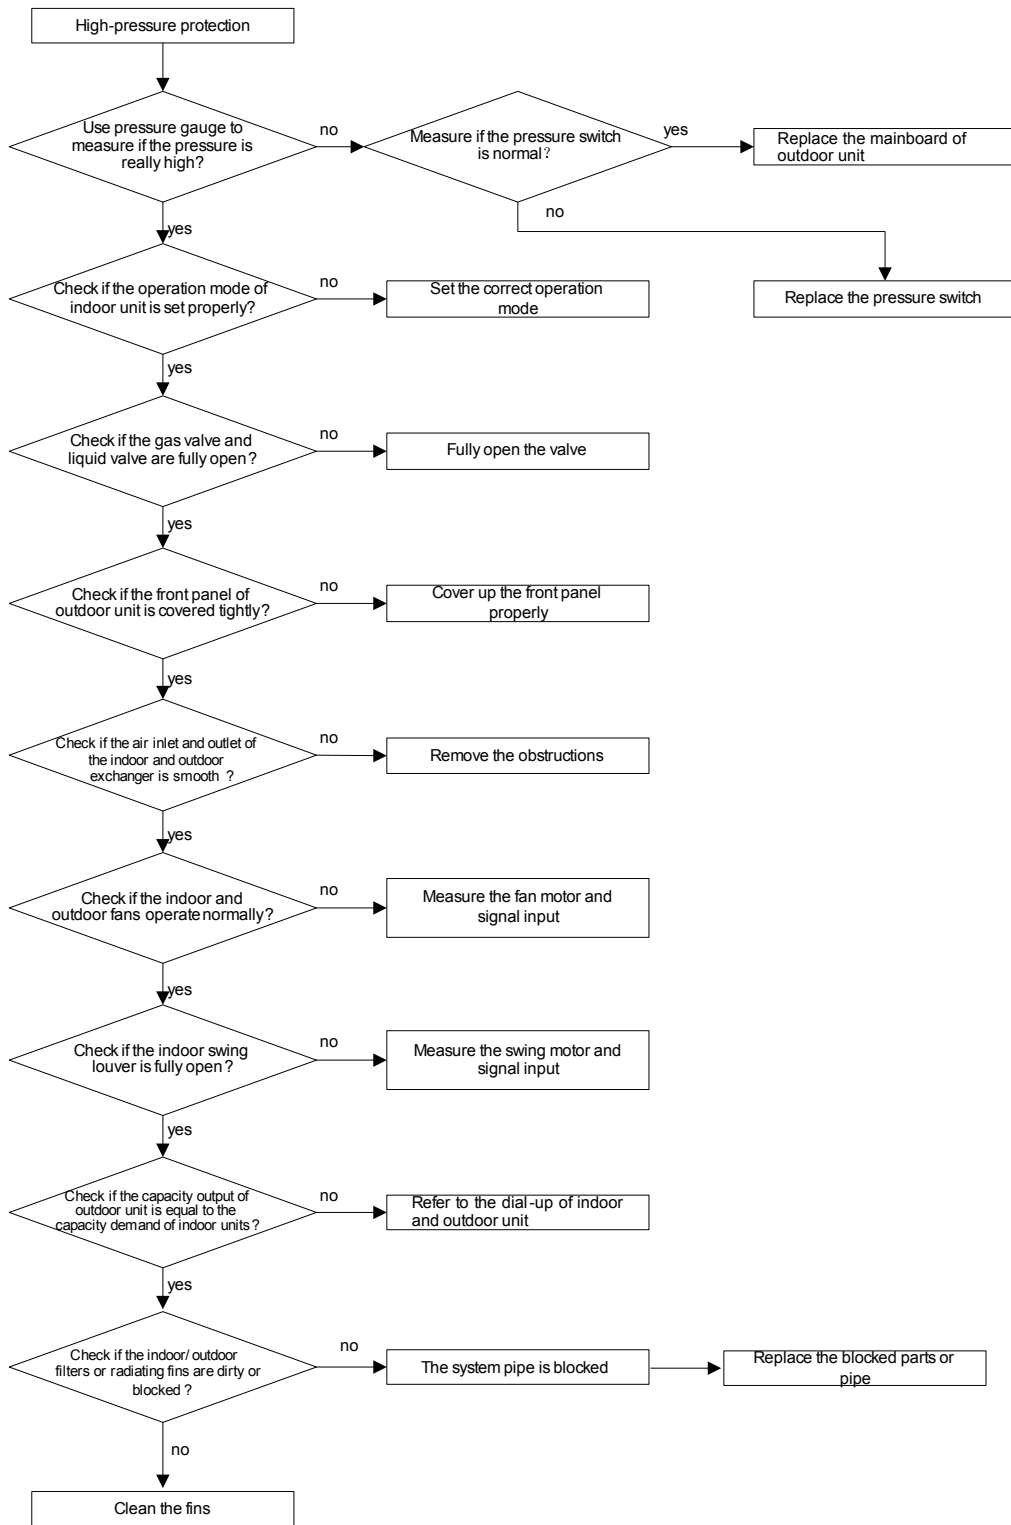 High-pressure protection
Use pressure gauge to
measure if the pressure is
really high?
no
Measure if the pressure switch
is normal?
yes
Replace the mainboard of
outdoor unit
no
Replace the pressure switch
yes
Check if the operation mode of
indoor unit is set properly?
no
Set the correct operation
mode
yes
Check if the gas valve and
liquid valve are fully open?
no
Fully open the valve
yes
Check if the front panel of
outdoor unit is covered tightly?
no
Cover up the front panel
properly
yes
Check if the air inlet and outlet of
the indoor and outdoor
exchanger is smooth ?
no
Remove the obstructions
yes
Check if the indoor and
outdoor fans operate normally?
no
Measure the fan motor and
signal input
yes
Check if the indoor swing
louver is fully open?
no
Measure the swing motor and
signal input
yes
Check if the capacity output of
outdoor unit is equal to the
capacity demand of indoor units?
no
Refer to the dial-up of indoor
and outdoor unit
yes
Check if the indoor/ outdoor
filters or radiating fins are dirty or
blocked ?
no
The system pipe is blocked
Replace the blocked parts or
pipe
no
Clean the fins